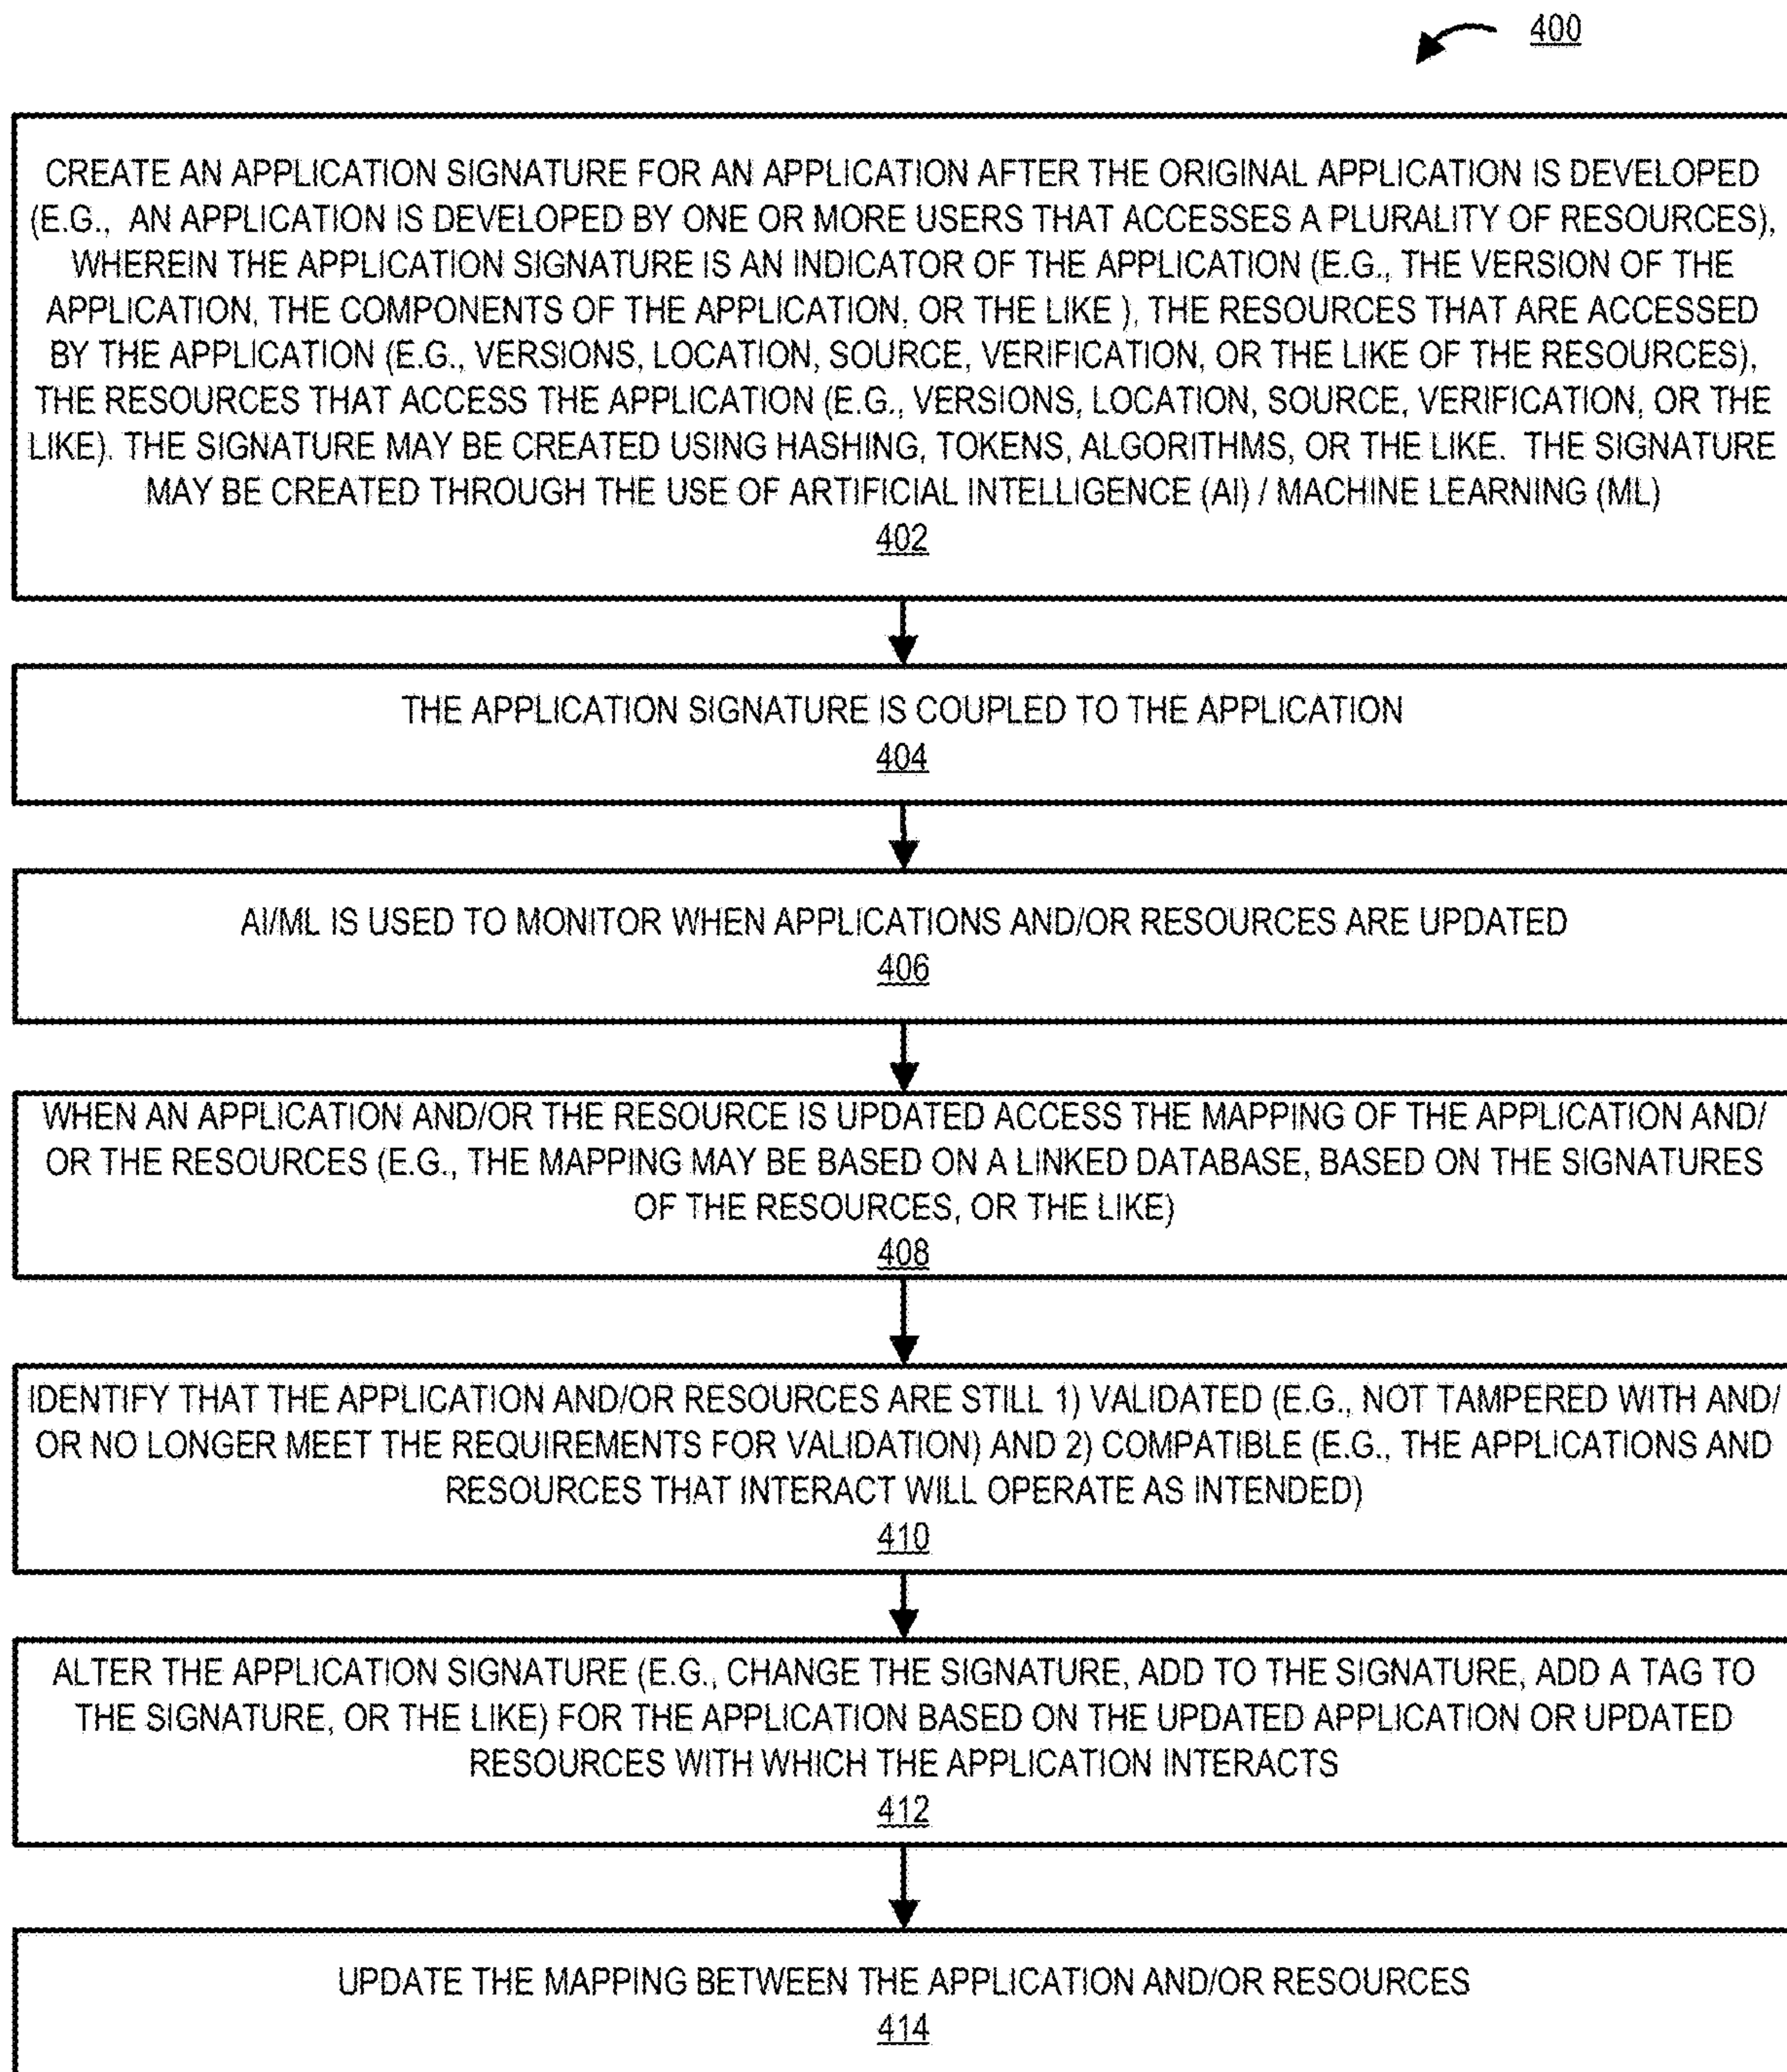 400
CREATE AN APPLICATION SIGNATURE FOR AN APPLICATION AFTER THE ORIGINAL APPLICATION IS DEVELOPED
(E.G., AN APPLICATION IS DEVELOPED BY ONE OR MORE USERS THAT ACCESSES A PLURALITY OF RESOURCES),
WHEREIN THE APPLICATION SIGNATURE IS AN INDICATOR OF THE APPLICATION (E.G., THE VERSION OF THE
APPLICATION, THE COMPONENTS OF THE APPLICATION, OR THE LIKE ), THE RESOURCES THAT ARE ACCESSED
BY THE APPLICATION (E.G., VERSIONS, LOCATION, SOURCE, VERIFICATION, OR THE LIKE OF THE RESOURCES),
THE RESOURCES THAT ACCESS THE APPLICATION (E.G., VERSIONS, LOCATION, SOURCE, VERIFICATION, OR THE
LIKE). THE SIGNATURE MAY BE CREATED USING HASHING, TOKENS, ALGORITHMS, OR THE LIKE. THE SIGNATURE
MAY BE CREATED THROUGH THE USE OF ARTIFICIAL INTELLIGENCE (AI) / MACHINE LEARNING (ML)
402
THE APPLICATION SIGNATURE IS COUPLED TO THE APPLICATION
404
AI/ML IS USED TO MONITOR WHEN APPLICATIONS AND/OR RESOURCES ARE UPDATED
406
WHEN AN APPLICATION AND/OR THE RESOURCE IS UPDATED ACCESS THE MAPPING OF THE APPLICATION AND/
OR THE RESOURCES (E.G., THE MAPPING MAY BE BASED ON A LINKED DATABASE, BASED ON THE SIGNATURES
OF THE RESOURCES, OR THE LIKE)
408
IDENTIFY THAT THE APPLICATION AND/OR RESOURCES ARE STILL 1) VALIDATED (E.G., NOT TAMPERED WITH AND/
OR NO LONGER MEET THE REQUIREMENTS FOR VALIDATION) AND 2) COMPATIBLE (E.G., THE APPLICATIONS AND
RESOURCES THAT INTERACT WILL OPERATE AS INTENDED)
410
ALTER THE APPLICATION SIGNATURE (E.G., CHANGE THE SIGNATURE, ADD TO THE SIGNATURE, ADD A TAG TO
THE SIGNATURE, OR THE LIKE) FOR THE APPLICATION BASED ON THE UPDATED APPLICATION OR UPDATED
RESOURCES WITH WHICH THE APPLICATION INTERACTS
412
UPDATE THE MAPPING BETWEEN THE APPLICATION AND/OR RESOURCES
414